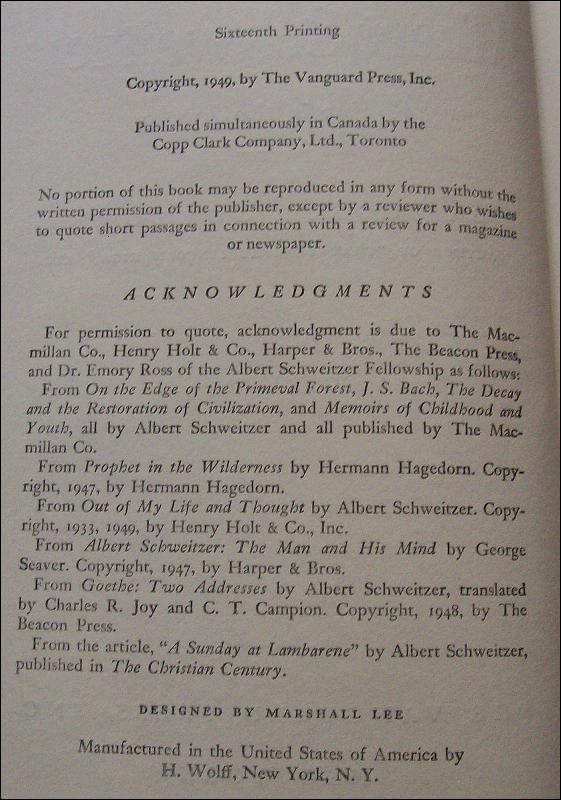 Sixteenth Printing
Copyright, 1949, by The Vanguard Press, Inc.
Published simultaneously in Canada by the
Copp Clark Company, Ltd., Toronto
No portion of this book may be reproduced in any form without the
written permission of the publisher, except by a reviewer who wishes
to quote short passages in connection with a review for a magazine
or newspaper.
ACKNOWLEDGMENTS
For permission to quote, acknowledgment is due to The Mac-
millan Co., Henry Holt & Co., Harper & Bros., The Beacon Press,
and Dr. Emory Ross of the Albert Schweitzer Fellowship as follows:
From On the Edge of the Primeval Forest, J. S. Bach, The Decay
and the Restoration of Civilization, and Memoirs of Childhood and
Youth, all by Albert Schweitzer and all published by The Mac-
millan Co.
From Prophet in the Wilderness by Hermann Hagedorn. Copy-
right, 1947, by Hermann Hagedorn.
From Out of My Life and Thought by Albert Schweitzer. Copy-
right, 1933, 1949, by Henry Holt & Co., Inc.
From Albert Schweitzer: The Man and His Mind by George
Seaver. Copyright, 1947, by Harper & Bros.
From Goethe: Two Addresses by Albert Schweitzer, translated
by Charles R. Joy and C. T. Campion. Copyright, 1948, by The
Beacon Press.
From the article, "A Sunday at Lambarene" by Albert Schweitzer,
published in The Christian Century.
DESIGNED BY MARSHALL LEE
Manufactured in the United States of America by
H. Wolff, New York, N. Y.